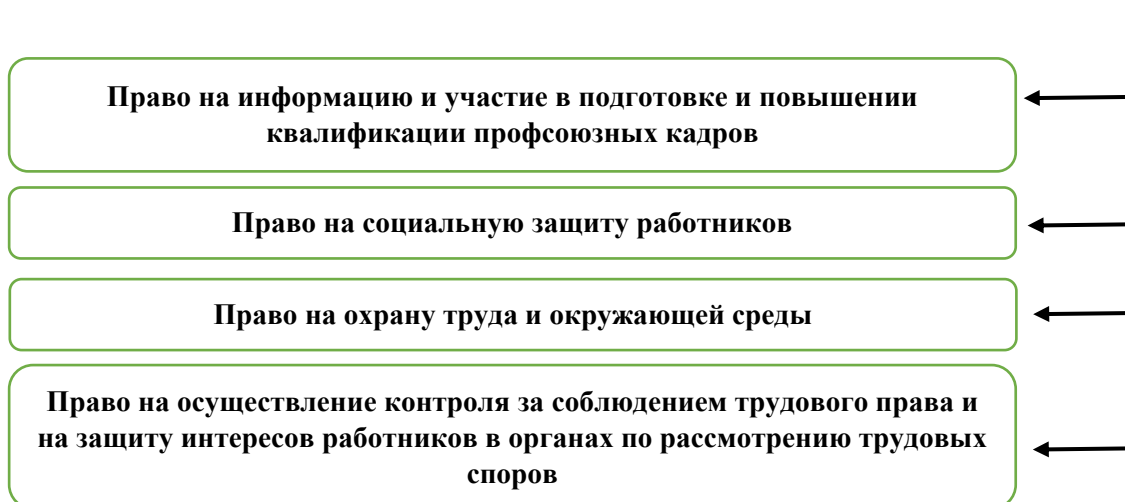 Право на информацию и участие в подготовке и повышении
квалификации профсоюзных кадров
Право на социальную защиту работников
Право на охрану труда и окружающей среды
Право на осуществление контроля за соблюдением трудового права и
на защиту интересов работников в органах по рассмотрению трудовых
споров